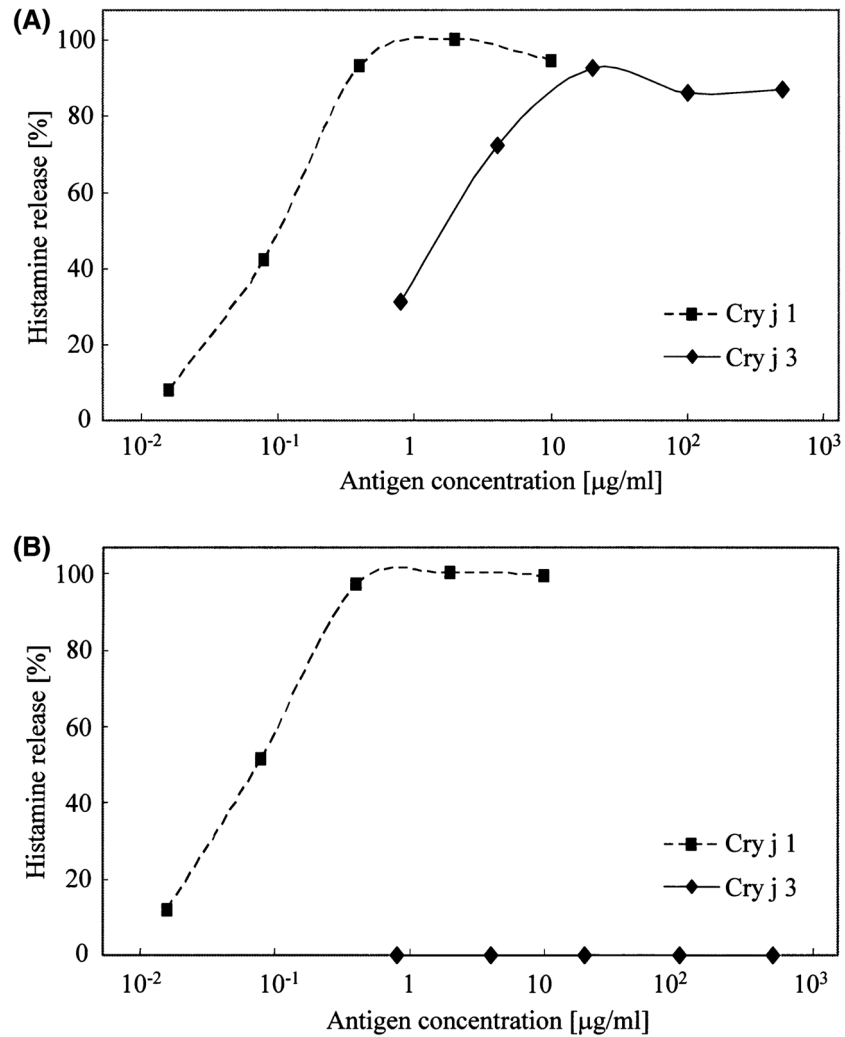 (A)
100
80
60
40
20
0
Histamine release [%]
Cry j 1
Cry j 3
10⁻² 10⁻¹ 1 10 10² 10³
Antigen concentration [μg/ml]
(B)
100
80
60
40
20
0
Histamine release [%]
Cry j 1
Cry j 3
10⁻² 10⁻¹ 1 10 10² 10³
Antigen concentration [μg/ml]